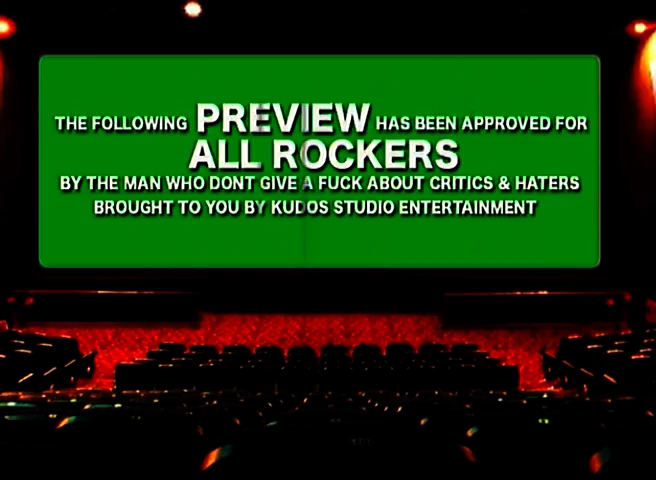 THE FOLLOWING PREVIEW HAS BEEN APPROVED FOR
ALL ROCKERS
BY THE MAN WHO DONT GIVE A FUCK ABOUT CRITICS & HATERS
BROUGHT TO YOU BY KUDOS STUDIO ENTERTAINMENT